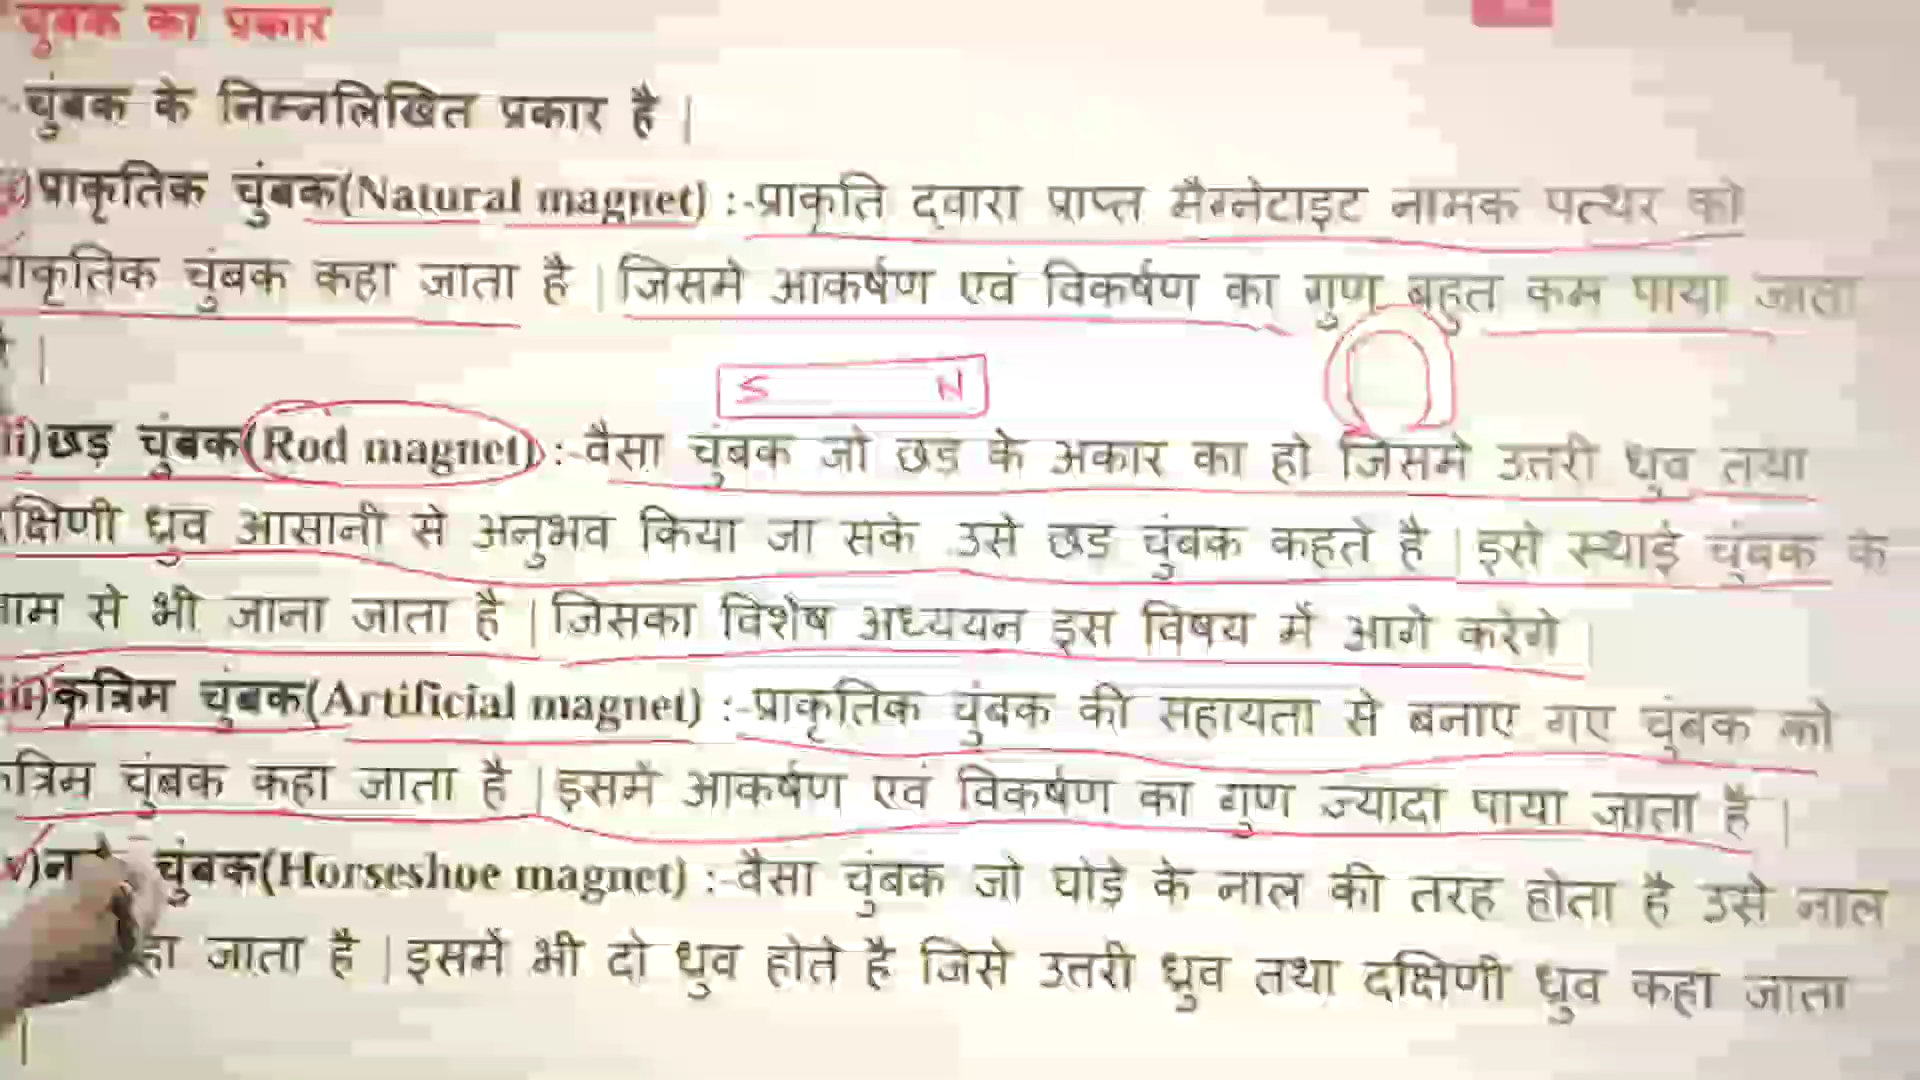 चुंबक का प्रकार
चुंबक के निम्नलिखित प्रकार है |
i)प्राकृतिक चुंबक(Natural magnet) :-प्राकृति दवारा प्राप्त मैग्नेटाइट नामक पत्थर को
प्राकृतिक चुंबक कहा जाता है | जिसमे आकर्षण एवं विकर्षण का गुण बहुत कम पाया जाता
|
S N
ii)छड़ चुंबक(Rod magnet) :-वैसा चुंबक जो छड़ के अकार का हो जिसमे उत्तरी ध्रुव तथा
दक्षिणी ध्रुव आसानी से अनुभव किया जा सके उसे छड़ चुंबक कहते है | इसे स्थाई चुंबक के
नाम से भी जाना जाता है | जिसका विशेष अध्ययन इस विषय में आगे करेंगे |
iii)कृत्रिम चुंबक(Artificial magnet) :-प्राकृतिक चुंबक की सहायता से बनाए गए चुंबक को
कृत्रिम चुंबक कहा जाता है | इसमें आकर्षण एवं विकर्षण का गुण ज्यादा पाया जाता है |
चुंबक(Horseshoe magnet) :-वैसा चुंबक जो घोड़े के नाल की तरह होता है उसे नाल
जाता है | इसमें भी दो ध्रुव होते है जिसे उत्तरी ध्रुव तथा दक्षिणी ध्रुव कहा जाता
|